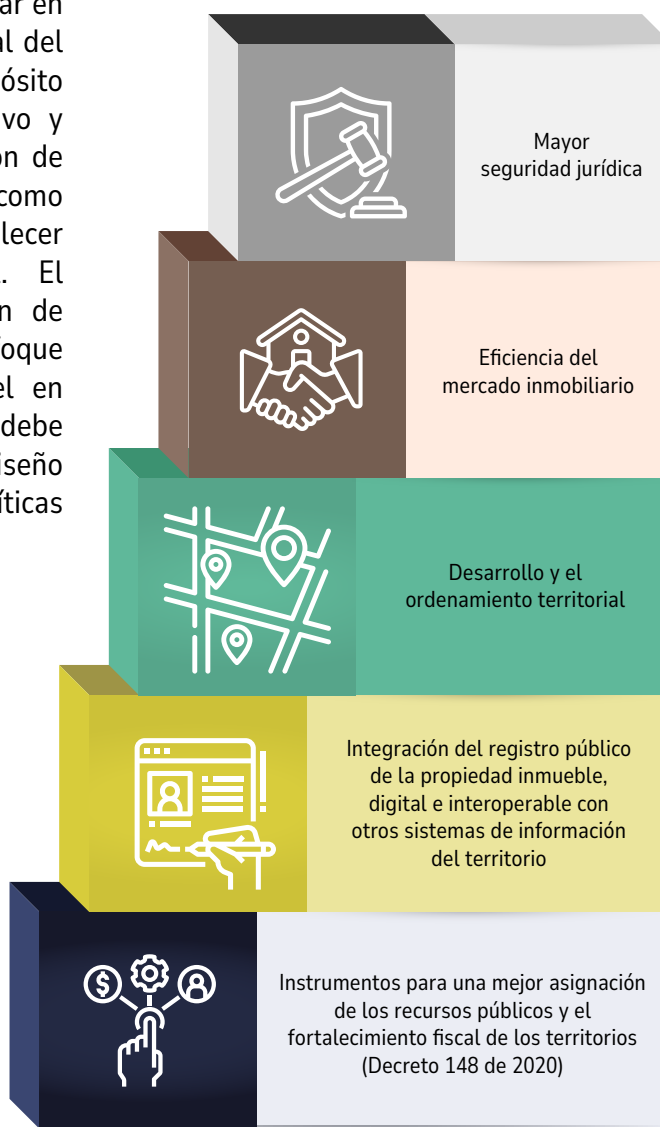 ar en
al del
ósito
vo y
ón de
como
lecer
El
n de
oque
el en
debe
iseño
íticas
Mayor
seguridad jurídica
Eficiencia del
mercado inmobiliario
Desarrollo y el
ordenamiento territorial
Integración del registro público
de la propiedad inmueble,
digital e interoperable con
otros sistemas de información
del territorio
Instrumentos para una mejor asignación
de los recursos públicos y el
fortalecimiento fiscal de los territorios
(Decreto 148 de 2020)